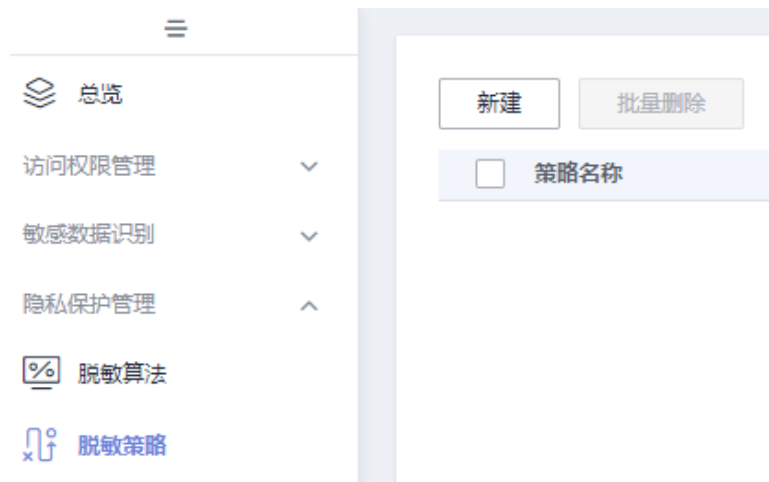 总览
访问权限管理
敏感数据识别
隐私保护管理
脱敏算法
脱敏策略
新建 批量删除
策略名称